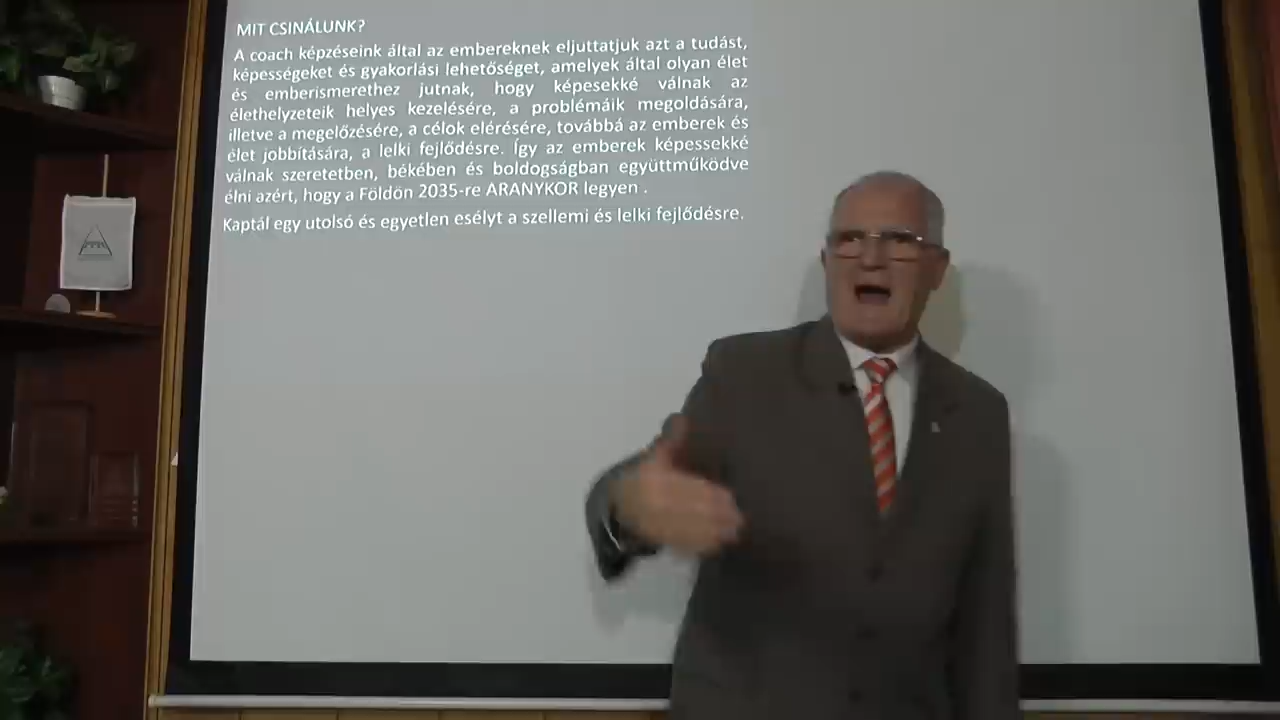 MIT CSINÁLUNK?
A coach képzéseink által az embereknek eljuttatjuk azt a tudást,
képességeket és gyakorlási lehetőséget, amelyek által olyan élet
és emberismerethez jutnak, hogy képesekké válnak az
élethelyzeteik helyes kezelésére, a problémáik megoldására,
illetve a megelőzésére, a célok elérésére, továbbá az emberek és
élet jobbítására, a lelki fejlődésre. Így az emberek képessekké
válnak szeretetben, békében és boldogságban együttműködve
élni azért, hogy a Földön 2035-re ARANYKOR legyen .
Kaptál egy utolsó és egyetlen esélyt a szellemi és lelki fejlődésre.